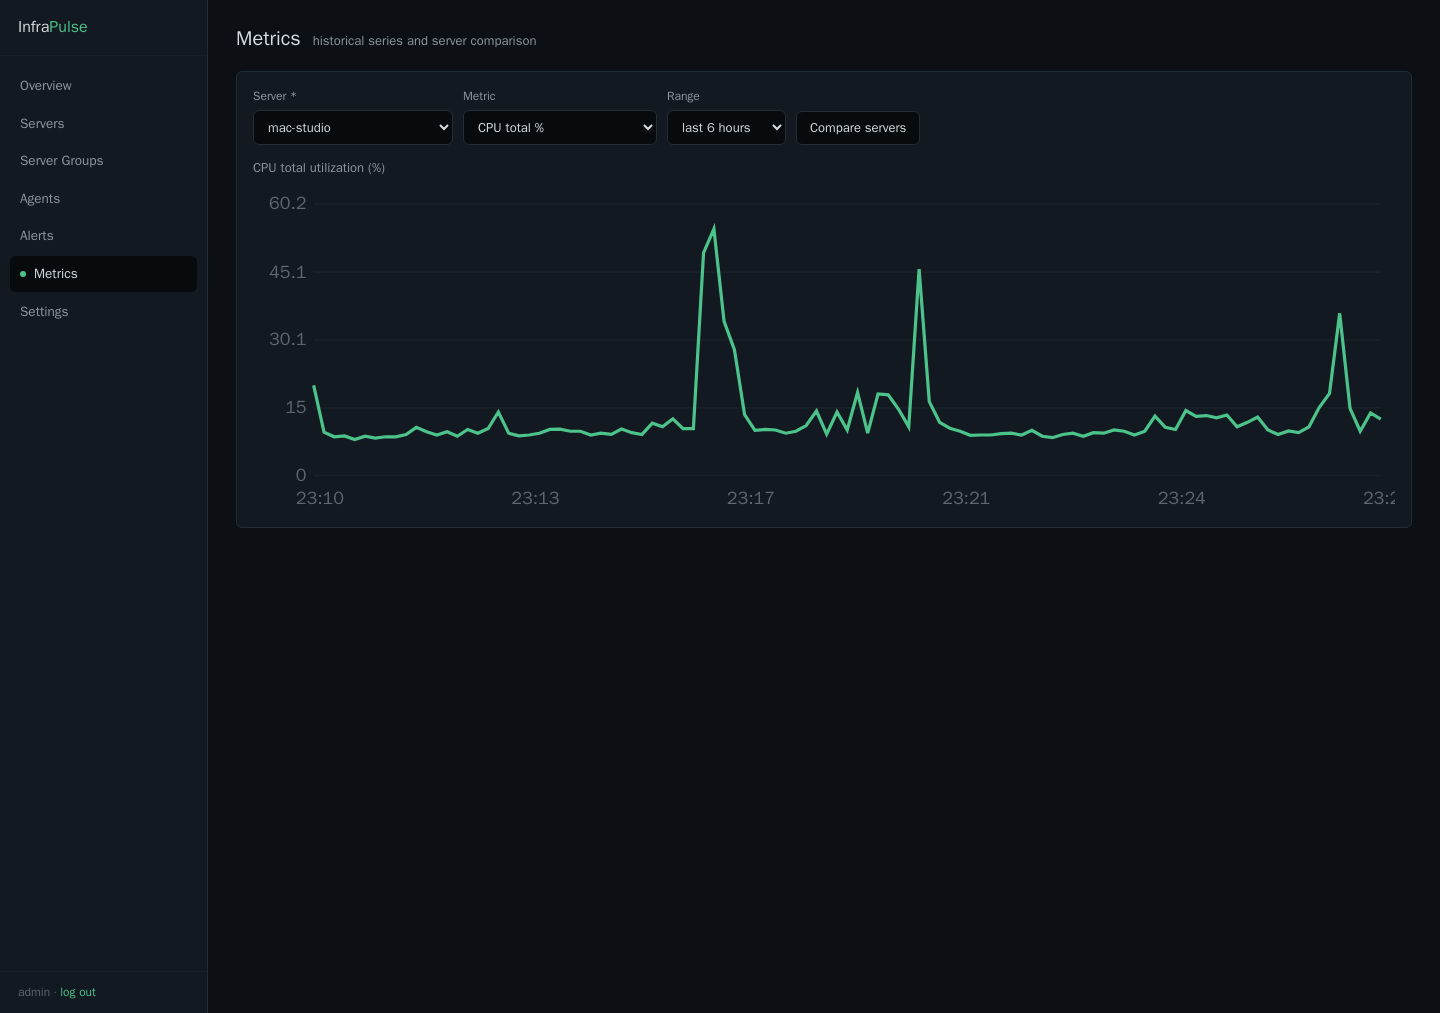 InfraPulse
Overview
Servers
Server Groups
Agents
Alerts
Metrics
Settings
admin · log out
Metrics historical series and server comparison
Server * Metric Range
mac-studio CPU total % last 6 hours Compare servers
CPU total utilization (%)
60.2
45.1
30.1
15
0
23:10 23:13 23:17 23:21 23:24